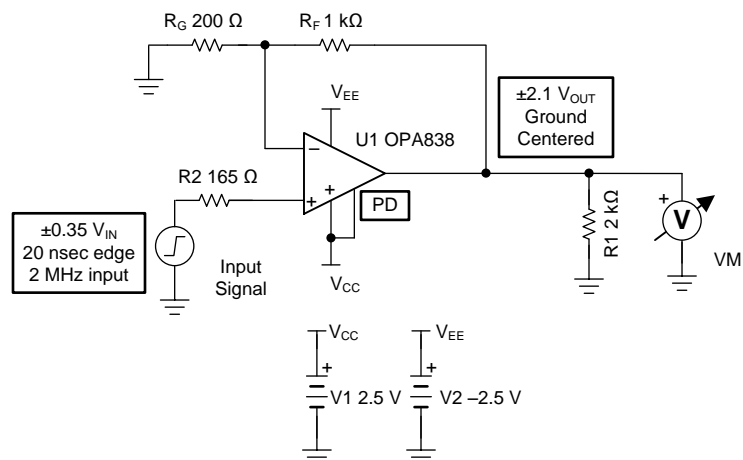 R_G 200 Ω
R_F 1 kΩ
V_EE
U1 OPA838
±2.1 V_OUT
Ground
Centered
−
+
+
R2 165 Ω
PD
±0.35 V_IN
20 nsec edge
2 MHz input
Input
Signal
V_CC
R1 2 kΩ
+
V
VM
V_CC
+
V1 2.5 V
V_EE
+
V2 –2.5 V